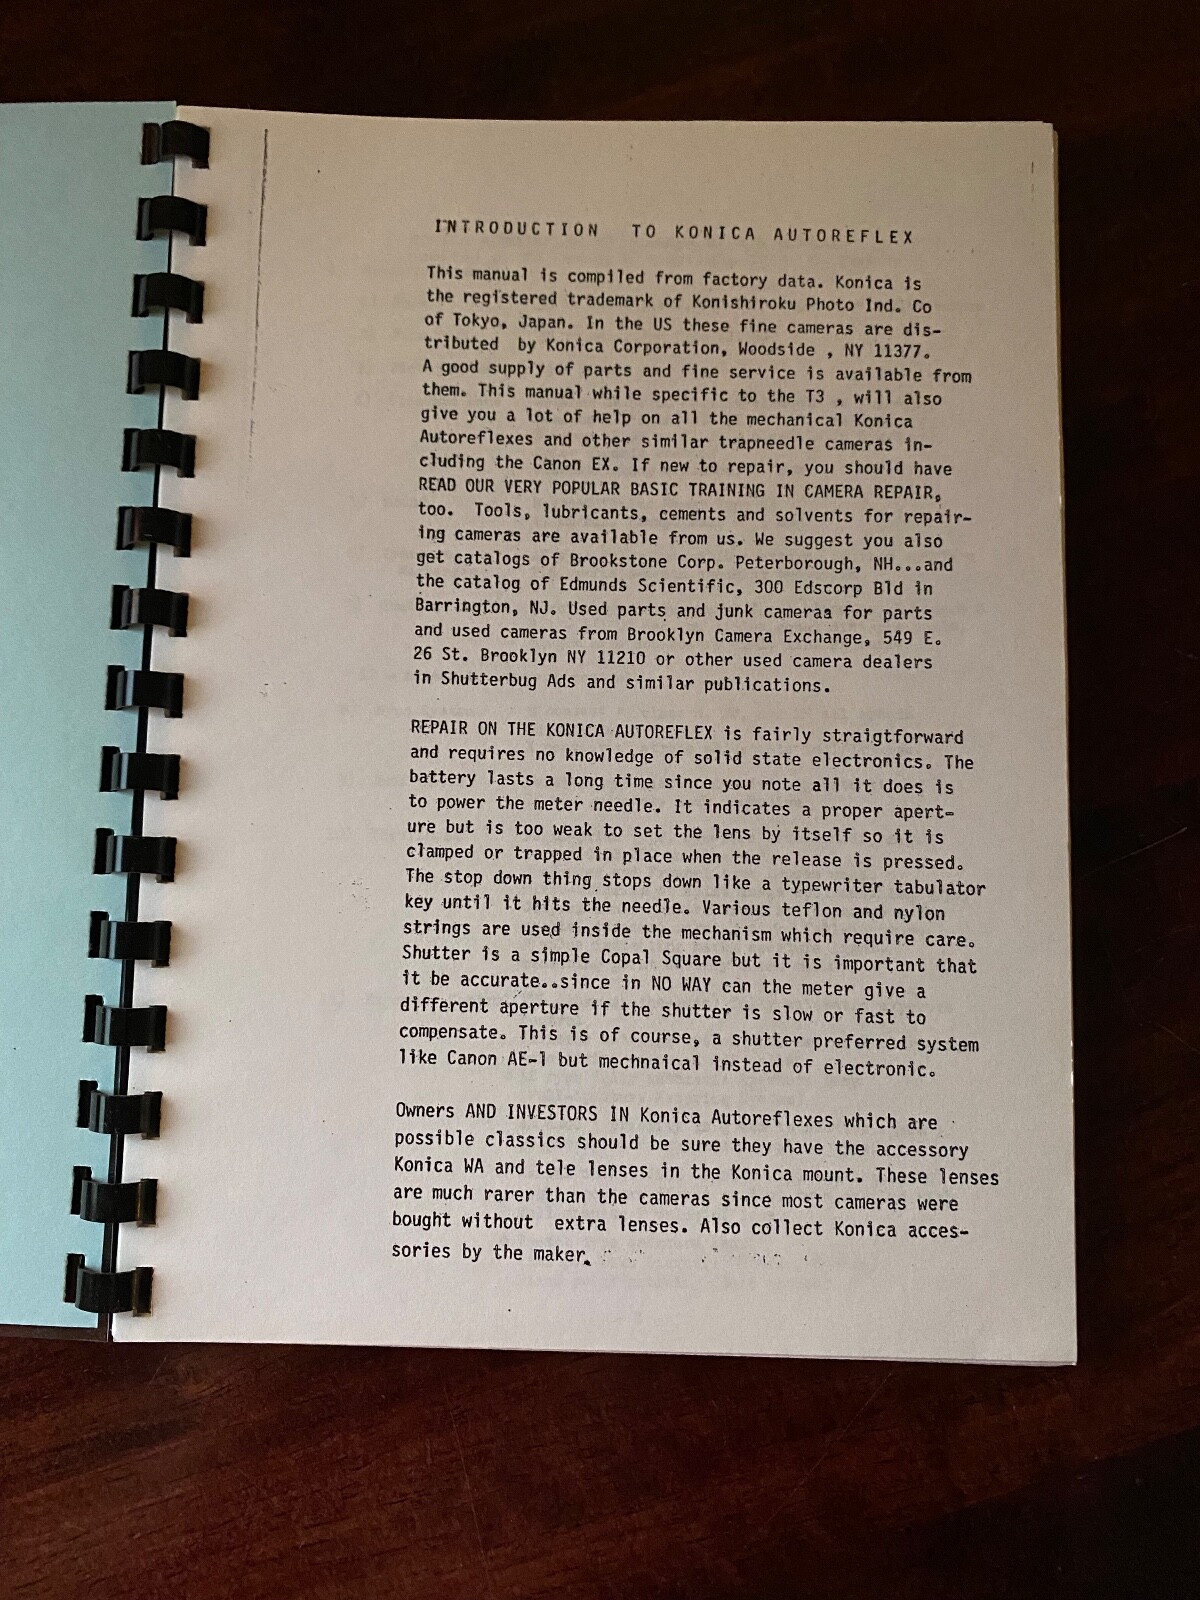 INTRODUCTION TO KONICA AUTOREFLEX
This manual is compiled from factory data. Konica is
the registered trademark of Konishiroku Photo Ind. Co
of Tokyo, Japan. In the US these fine cameras are dis-
tributed by Konica Corporation, Woodside , NY 11377.
A good supply of parts and fine service is available from
them. This manual while specific to the T3 , will also
give you a lot of help on all the mechanical Konica
Autoreflexes and other similar trapneedle cameras in-
cluding the Canon EX. If new to repair, you should have
READ OUR VERY POPULAR BASIC TRAINING IN CAMERA REPAIR,
too. Tools, lubricants, cements and solvents for repair-
ing cameras are available from us. We suggest you also
get catalogs of Brookstone Corp. Peterborough, NH...and
the catalog of Edmunds Scientific, 300 Edscorp Bld in
Barrington, NJ. Used parts and junk cameraa for parts
and used cameras from Brooklyn Camera Exchange, 549 E.
26 St. Brooklyn NY 11210 or other used camera dealers
in Shutterbug Ads and similar publications.
REPAIR ON THE KONICA AUTOREFLEX is fairly straigtforward
and requires no knowledge of solid state electronics. The
battery lasts a long time since you note all it does is
to power the meter needle. It indicates a proper apert-
ure but is too weak to set the lens by itself so it is
clamped or trapped in place when the release is pressed.
The stop down thing stops down like a typewriter tabulator
key until it hits the needle. Various teflon and nylon
strings are used inside the mechanism which require care.
Shutter is a simple Copal Square but it is important that
it be accurate..since in NO WAY can the meter give a
different aperture if the shutter is slow or fast to
compensate. This is of course, a shutter preferred system
like Canon AE-1 but mechnaical instead of electronic.
Owners AND INVESTORS IN Konica Autoreflexes which are
possible classics should be sure they have the accessory
Konica WA and tele lenses in the Konica mount. These lenses
are much rarer than the cameras since most cameras were
bought without extra lenses. Also collect Konica acces-
sories by the maker.